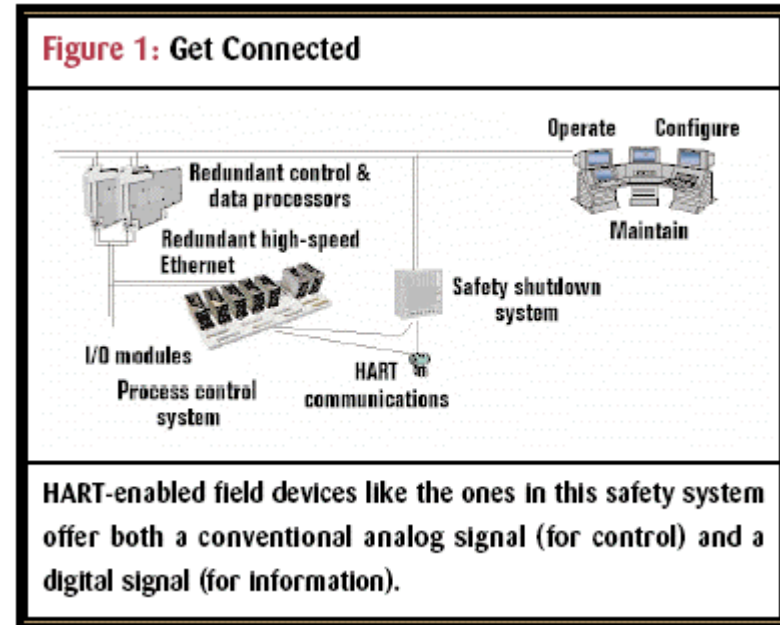 Figure 1: Get Connected
Operate Configure
Redundant control &
data processors
Maintain
Redundant high-speed
Ethernet
Safety shutdown
system
I/O modules
Process control
system
HART
communications
HART-enabled field devices like the ones in this safety system
offer both a conventional analog signal (for control) and a
digital signal (for information).